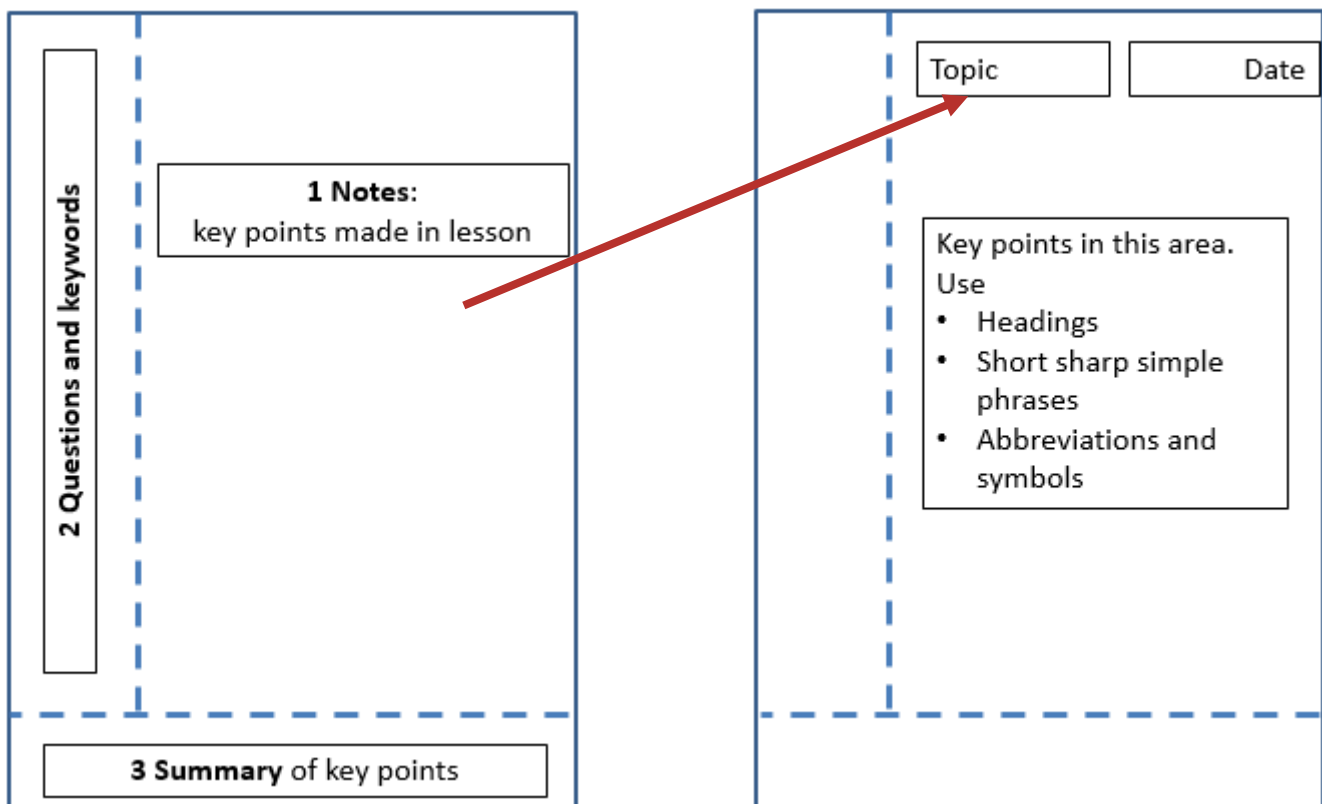 2 Questions and keywords
1 Notes:
key points made in lesson
3 Summary of key points
Topic
Date
Key points in this area.
Use
• Headings
• Short sharp simple
phrases
• Abbreviations and
symbols